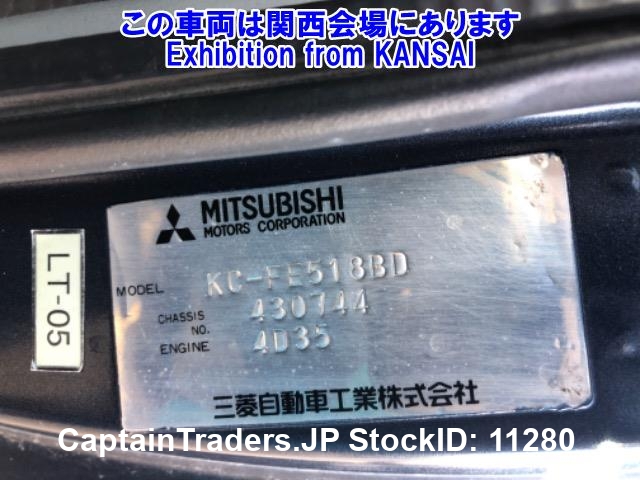 この車両は関西会場にあります
Exhibition from KANSAI
MITSUBISHI
MOTORS CORPORATION
LT-05
MODEL KC-FE518BD
CHASSIS NO. 430744
ENGINE 4D35
三菱自動車工業株式会社
CaptainTraders.JP StockID: 11280